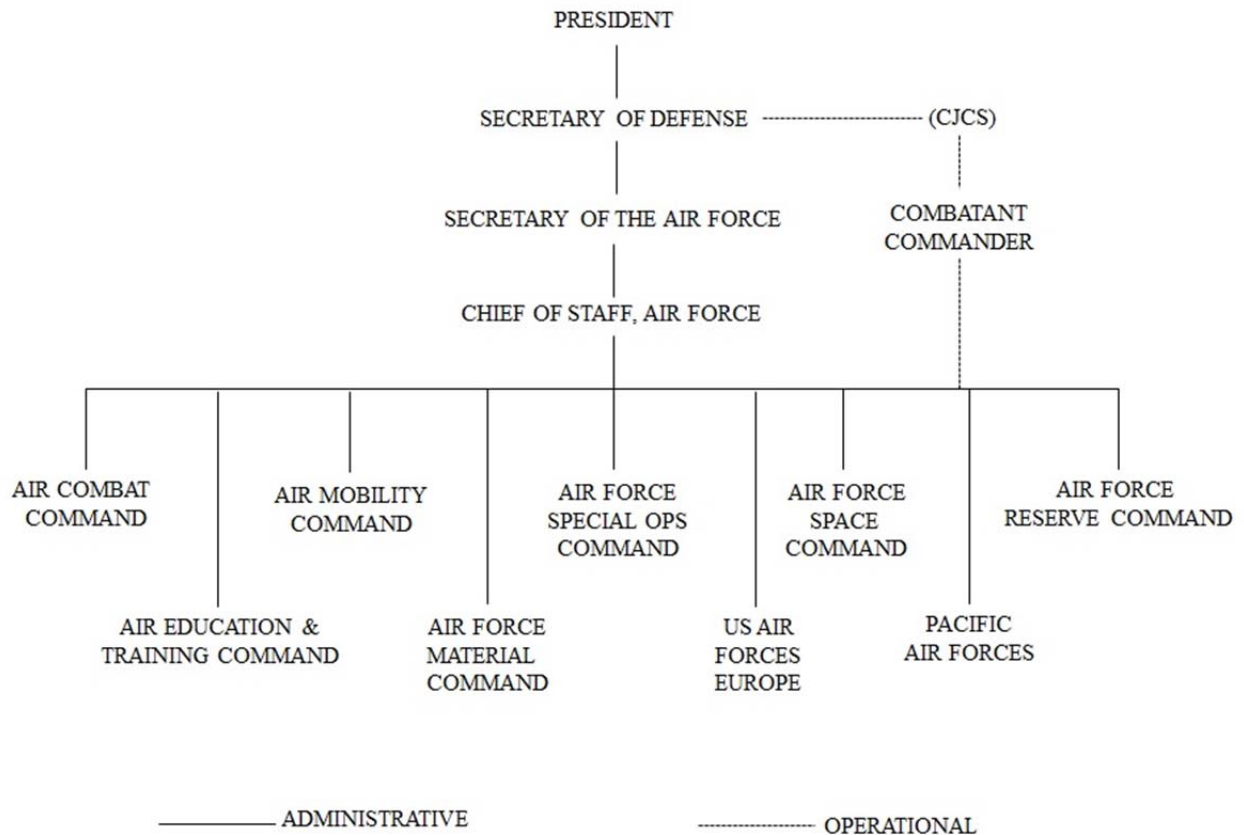 PRESIDENT
SECRETARY OF DEFENSE
(CJCS)
SECRETARY OF THE AIR FORCE
COMBATANT
COMMANDER
CHIEF OF STAFF, AIR FORCE
AIR COMBAT
COMMAND
AIR MOBILITY
COMMAND
AIR FORCE
SPECIAL OPS
COMMAND
AIR FORCE
SPACE
COMMAND
AIR FORCE
RESERVE COMMAND
AIR EDUCATION &
TRAINING COMMAND
AIR FORCE
MATERIAL
COMMAND
US AIR
FORCES
EUROPE
PACIFIC
AIR FORCES
ADMINISTRATIVE
OPERATIONAL